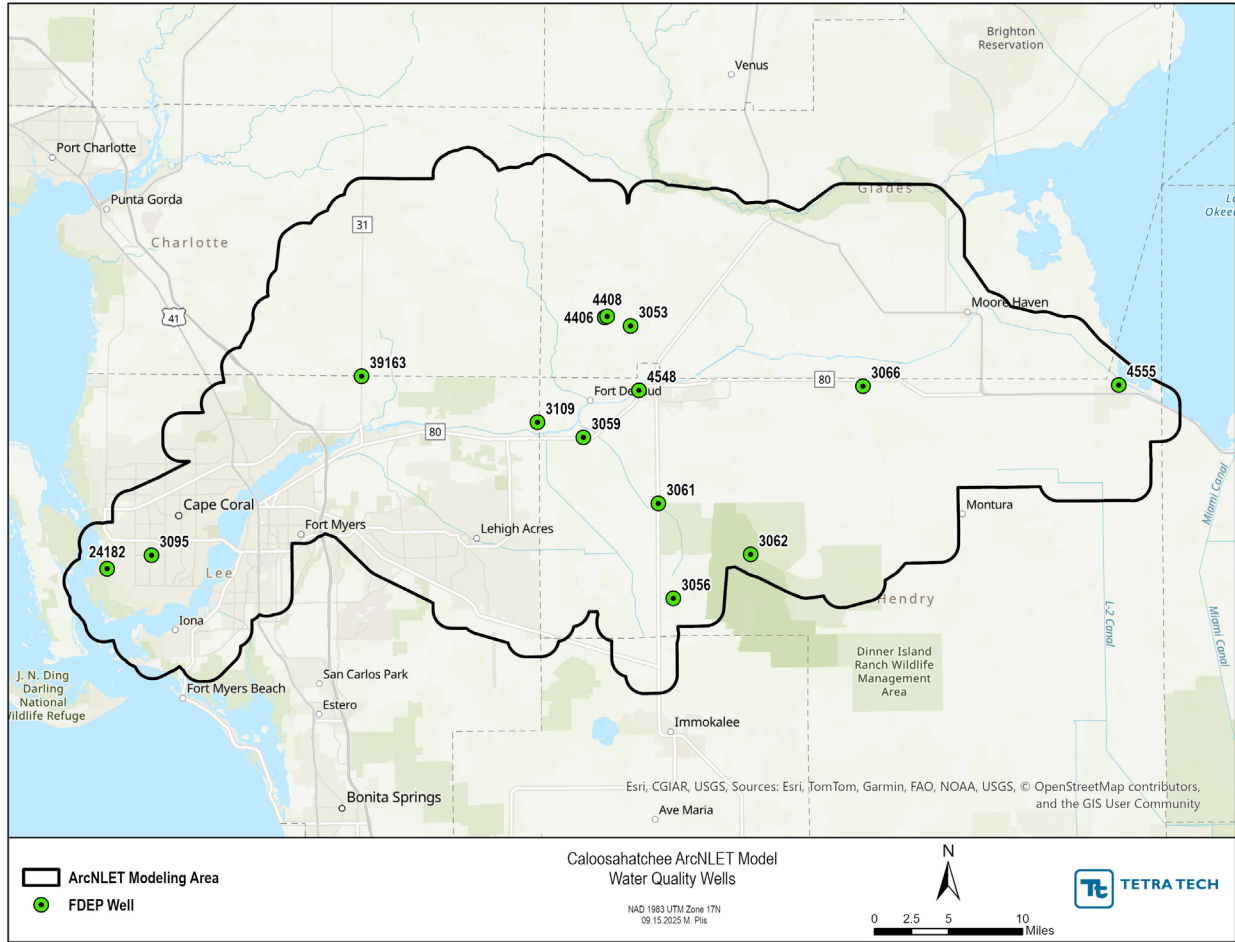 Brighton
Reservation
Venus
Port Charlotte
Punta Gorda
Glades
Charlotte
31
41
Moore Haven
4408
4406
3053
39163
4548
Fort De
ud
80
3066
4555
3109
3059
80
3061
Cape Coral
Fort Myers
Lehigh Acres
Montura
3095
24182
3062
Lee
3056
Hendry
Iona
Miami Canal
L-2 Canal
Miami Canal
J. N. Ding
Darling
National
Wildlife Refuge
San Carlos Park
Fort Myers Beach
Estero
Dinner Island
Ranch Wildlife
Management
Area
Immokalee
Bonita Springs
Ave Maria
Esri, CGIAR, USGS, Sources: Esri, TomTom, Garmin, FAO, NOAA, USGS, © OpenStreetMap contributors,
and the GIS User Community
ArcNLET Modeling Area
FDEP Well
Caloosahatchee ArcNLET Model
Water Quality Wells
NAD 1983 UTM Zone 17N
09.15.2025 M. Plis
N
0 2.5 5 10
Miles
Tt TETRA TECH